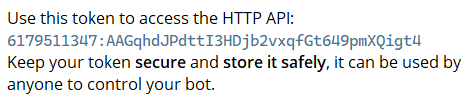 Use this token to access the HTTP API:
6179511347:AAGqhdJPdttI3HDjb2vxqfGt649pmXQigt4
Keep your token secure and store it safely, it can be used by
anyone to control your bot.